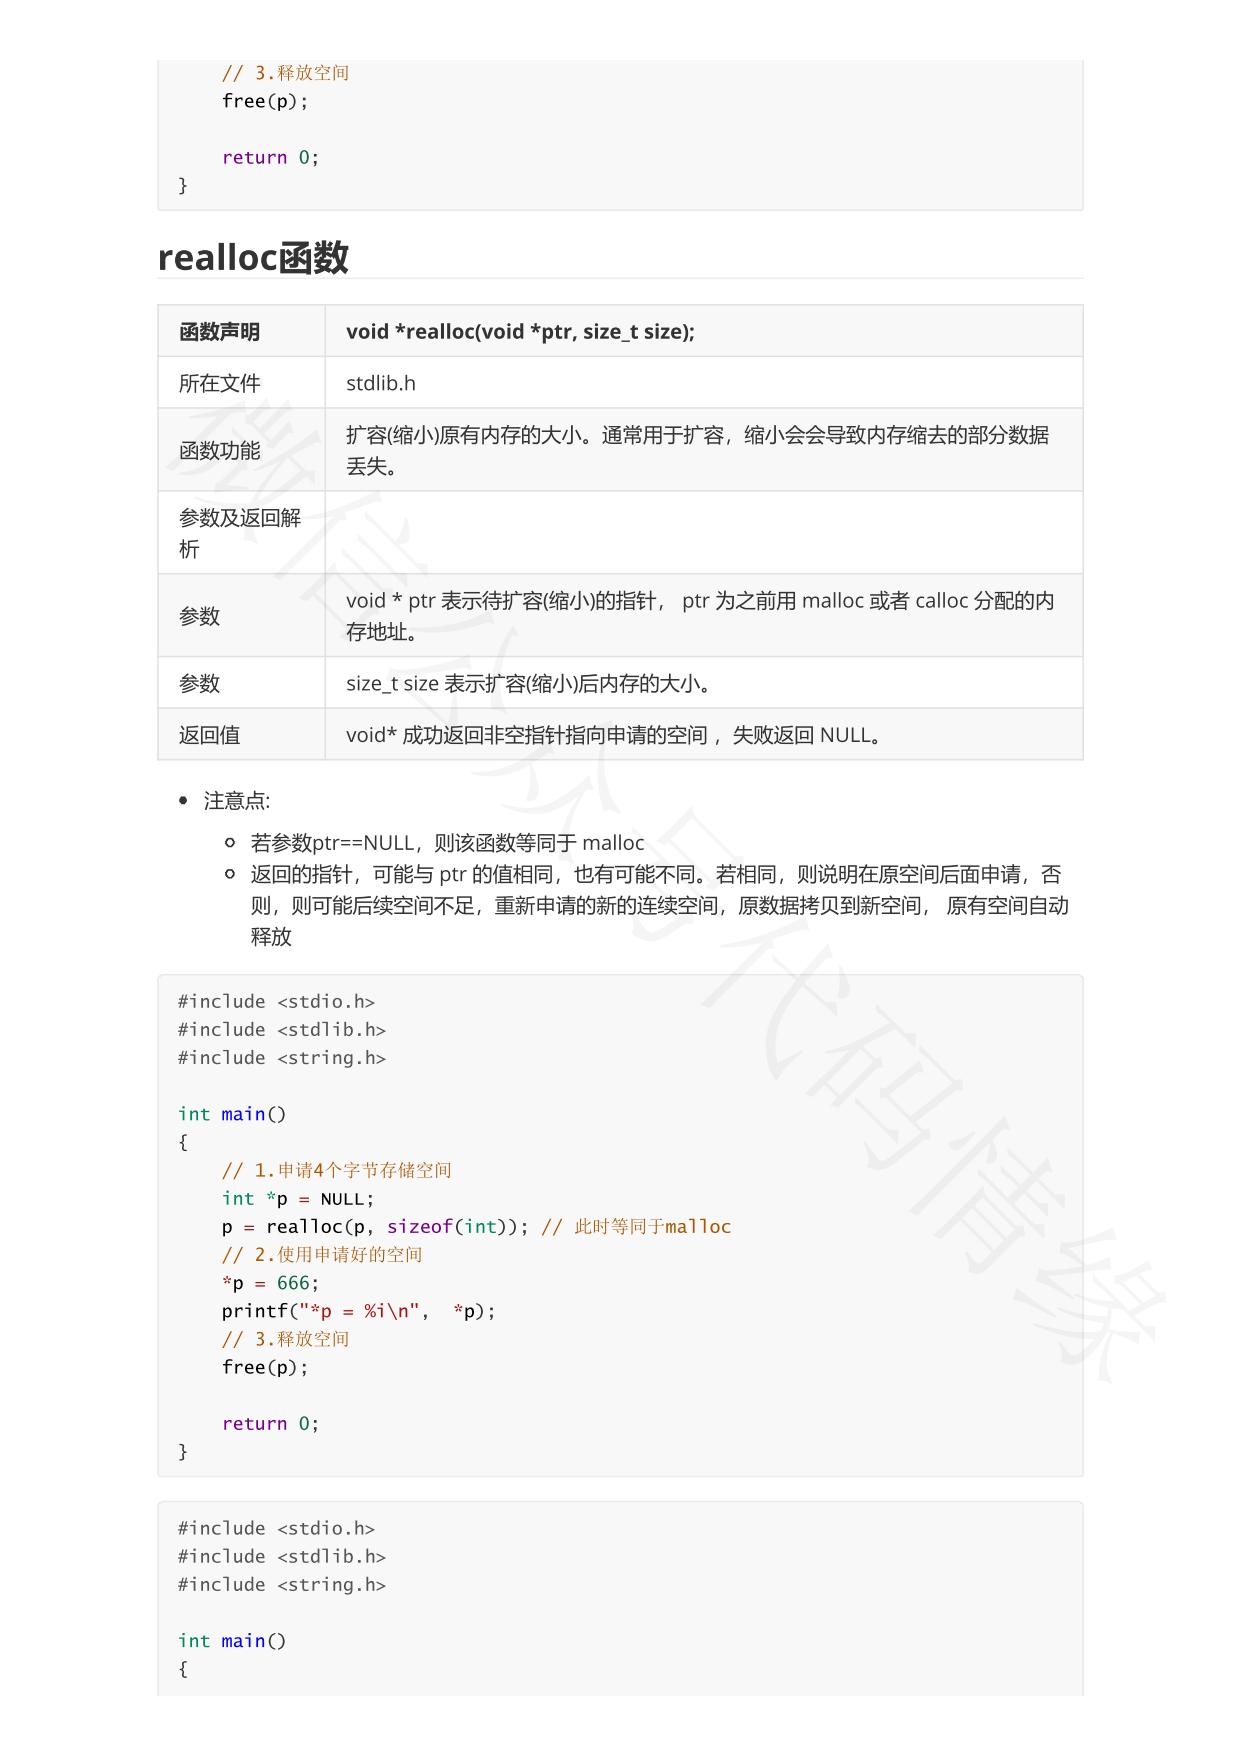 // 3.释放空间
free(p);
return 0;
}
realloc函数
函数声明 void *realloc(void *ptr, size_t size);
所在文件 stdlib.h
函数功能 扩容(缩小)原有内存的大小。通常用于扩容，缩小会会导致内存缩去的部分数据
丢失。
参数及返回解
析
参数 void * ptr 表示待扩容(缩小)的指针， ptr 为之前用 malloc 或者 calloc 分配的内
存地址。
参数 size_t size 表示扩容(缩小)后内存的大小。
返回值 void* 成功返回非空指针指向申请的空间 ，失败返回 NULL。
注意点:
若参数ptr==NULL，则该函数等同于 malloc
返回的指针，可能与 ptr 的值相同，也有可能不同。若相同，则说明在原空间后面申请，否
则，则可能后续空间不足，重新申请的新的连续空间，原数据拷贝到新空间， 原有空间自动
释放
#include <stdio.h>
#include <stdlib.h>
#include <string.h>
int main()
{
// 1.申请4个字节存储空间
int *p = NULL;
p = realloc(p, sizeof(int)); // 此时等同于malloc
// 2.使用申请好的空间
*p = 666;
printf("*p = %i\n",  *p);
// 3.释放空间
free(p);
return 0;
}
#include <stdio.h>
#include <stdlib.h>
#include <string.h>
int main()
{
微信公众号代码情缘